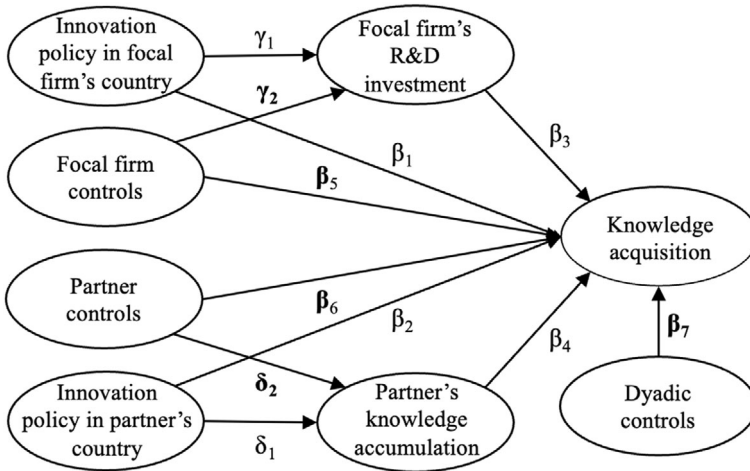 Innovation
policy in focal
firm's country
γ1
Focal firm's
R&D
investment
γ2
β3
Focal firm
controls
β1
β5
Knowledge
acquisition
Partner
controls
β6
β2
β4
β7
Innovation
policy in partner's
country
δ2
δ1
Partner's
knowledge
accumulation
Dyadic
controls